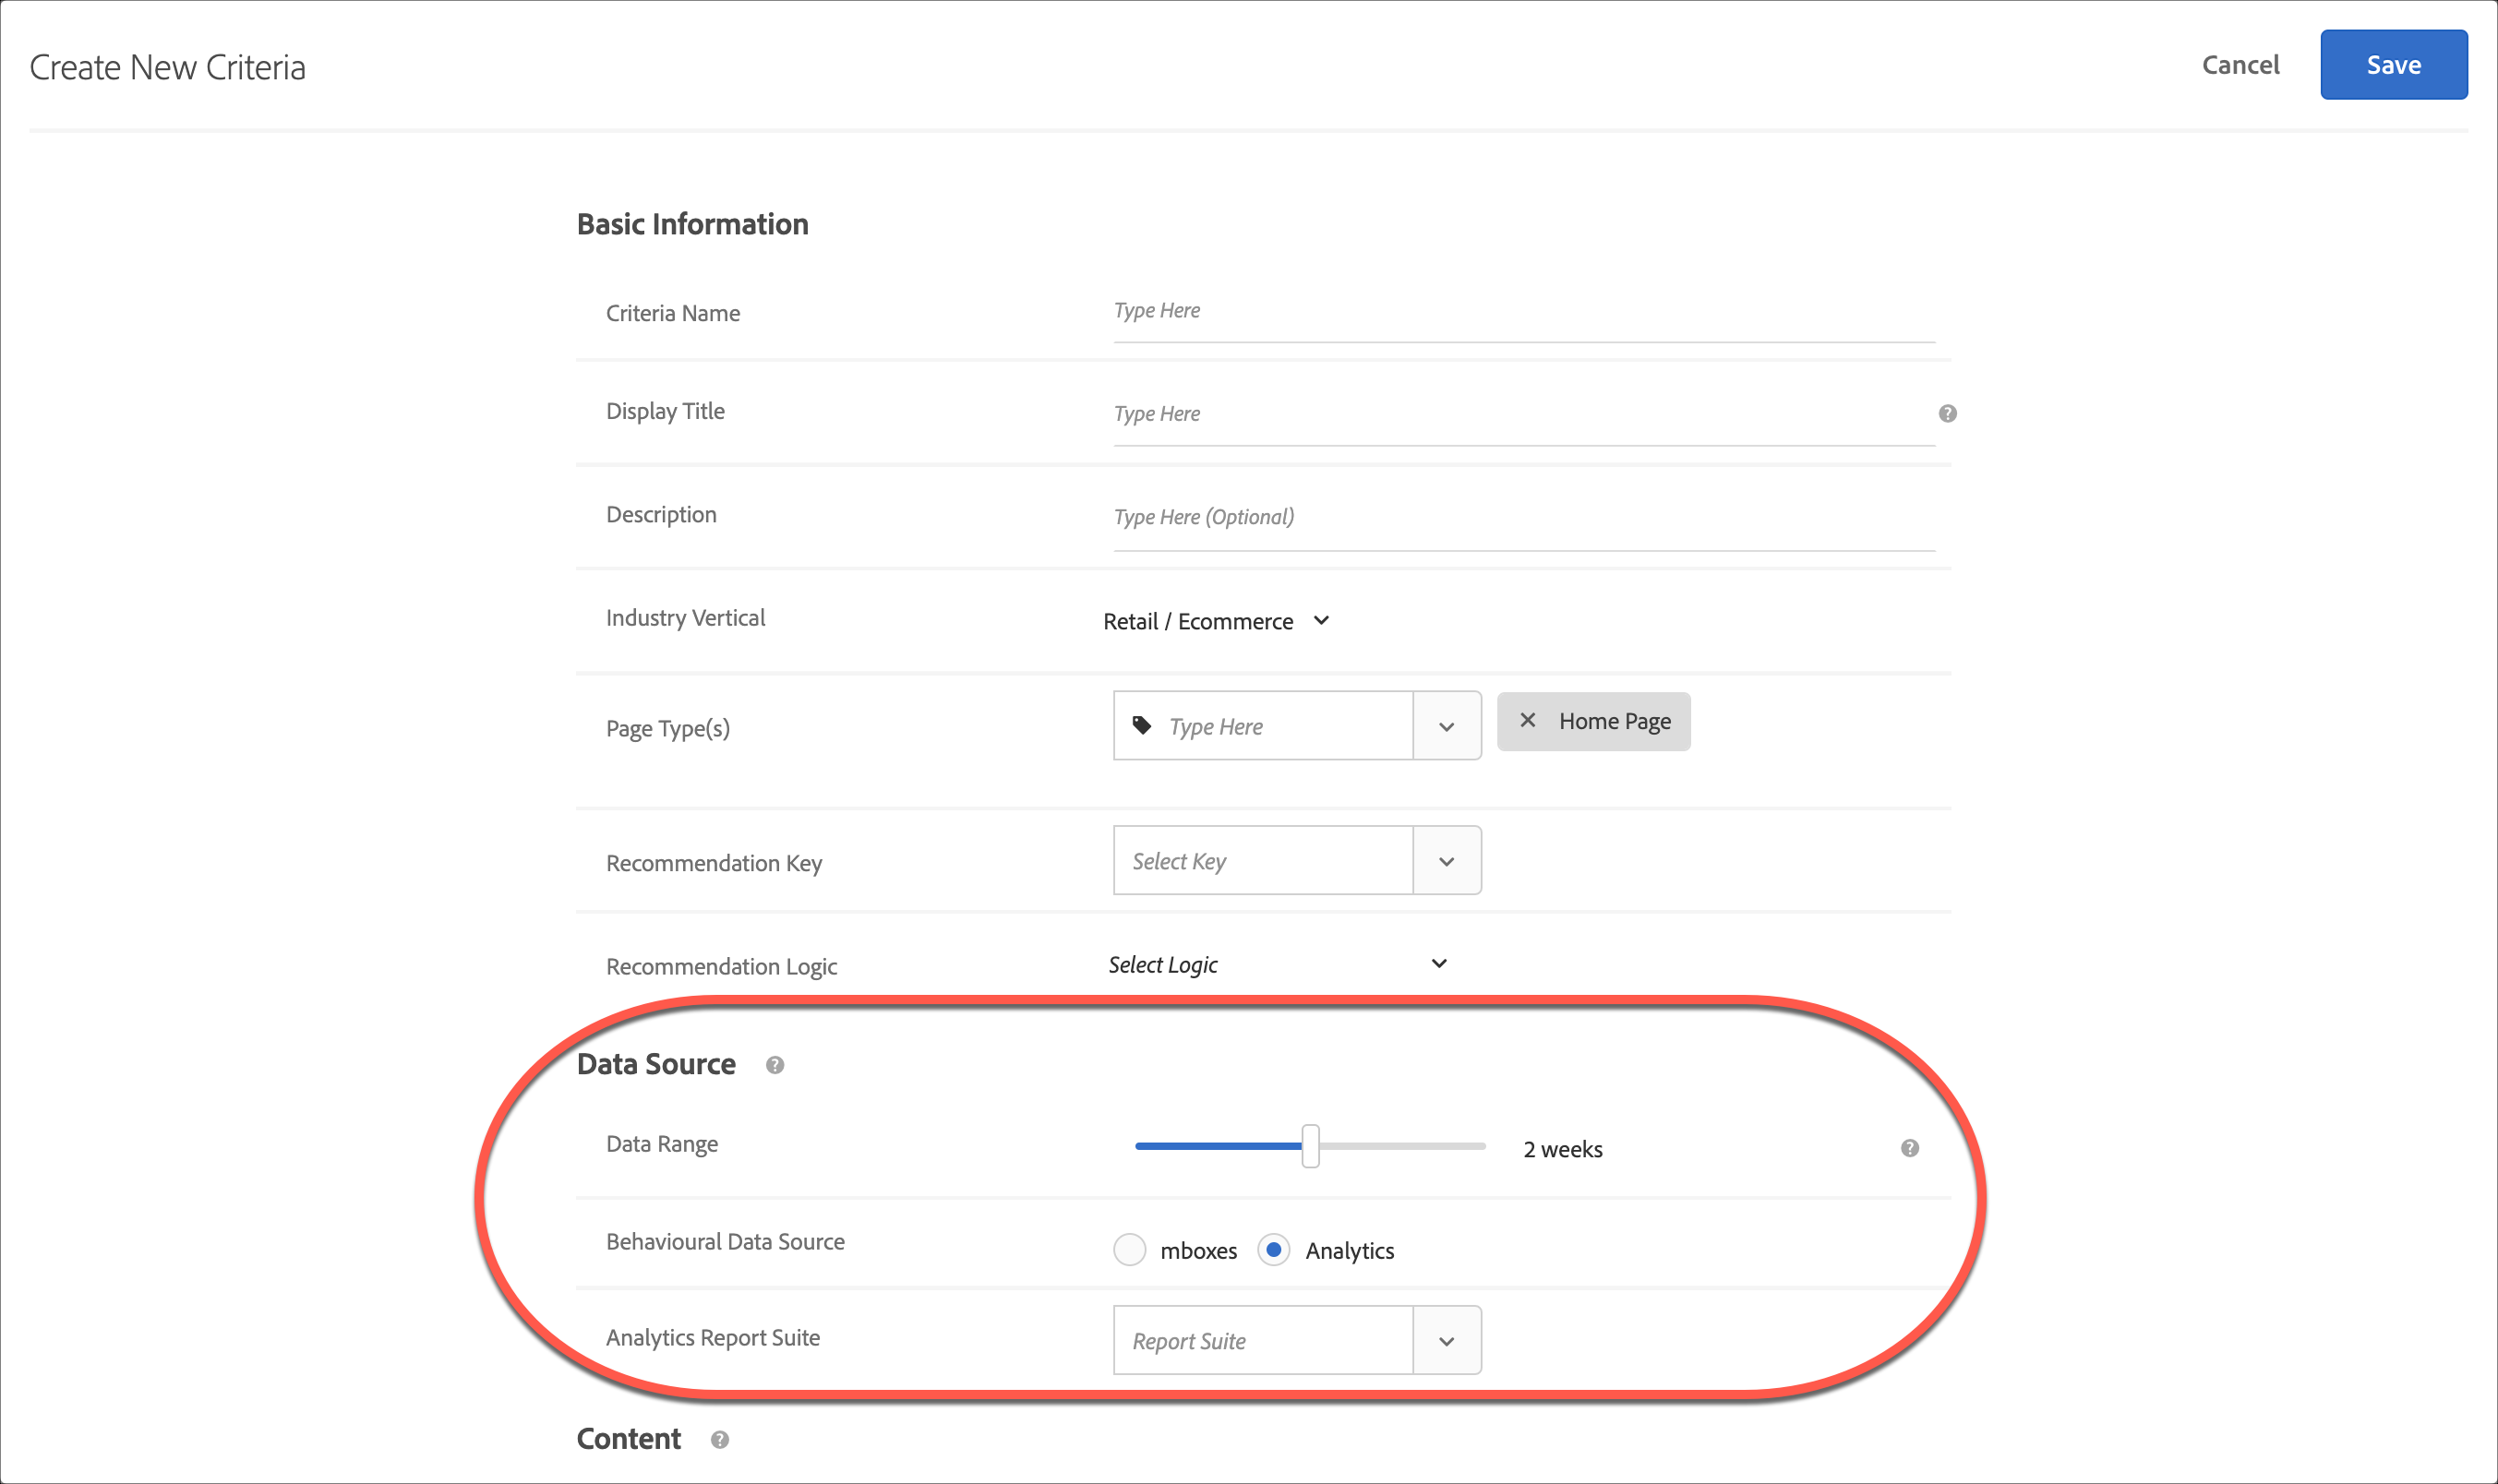 Create New Criteria
Cancel
Save
Basic Information
Criteria Name
Type Here
Display Title
Type Here
?
Description
Type Here (Optional)
Industry Vertical
Retail / Ecommerce
Page Type(s)
Type Here
Home Page
Recommendation Key
Select Key
Recommendation Logic
Select Logic
Data Source ?
Data Range
2 weeks
?
Behavioural Data Source
mboxes
Analytics
Analytics Report Suite
Report Suite
Content ?